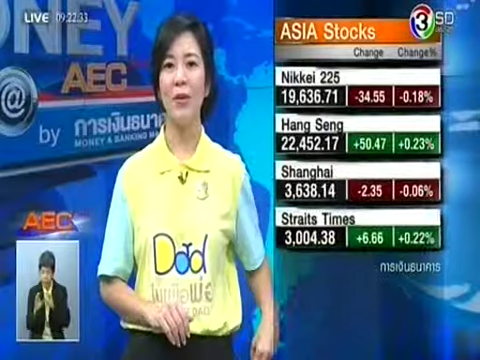 LIVE 09:22:33
MONEY
AEC
@
by การเงินธนาคาร
MONEY & BANKING
AEC
3
ASIA Stocks
Change Change%
Nikkei 225
19,636.71 -34.55 -0.18%
Hang Seng
22,452.17 +50.47 +0.23%
Shanghai
3,638.14 -2.35 -0.06%
Straits Times
3,004.38 +6.66 +0.22%
การเงินธนาคาร
Dad